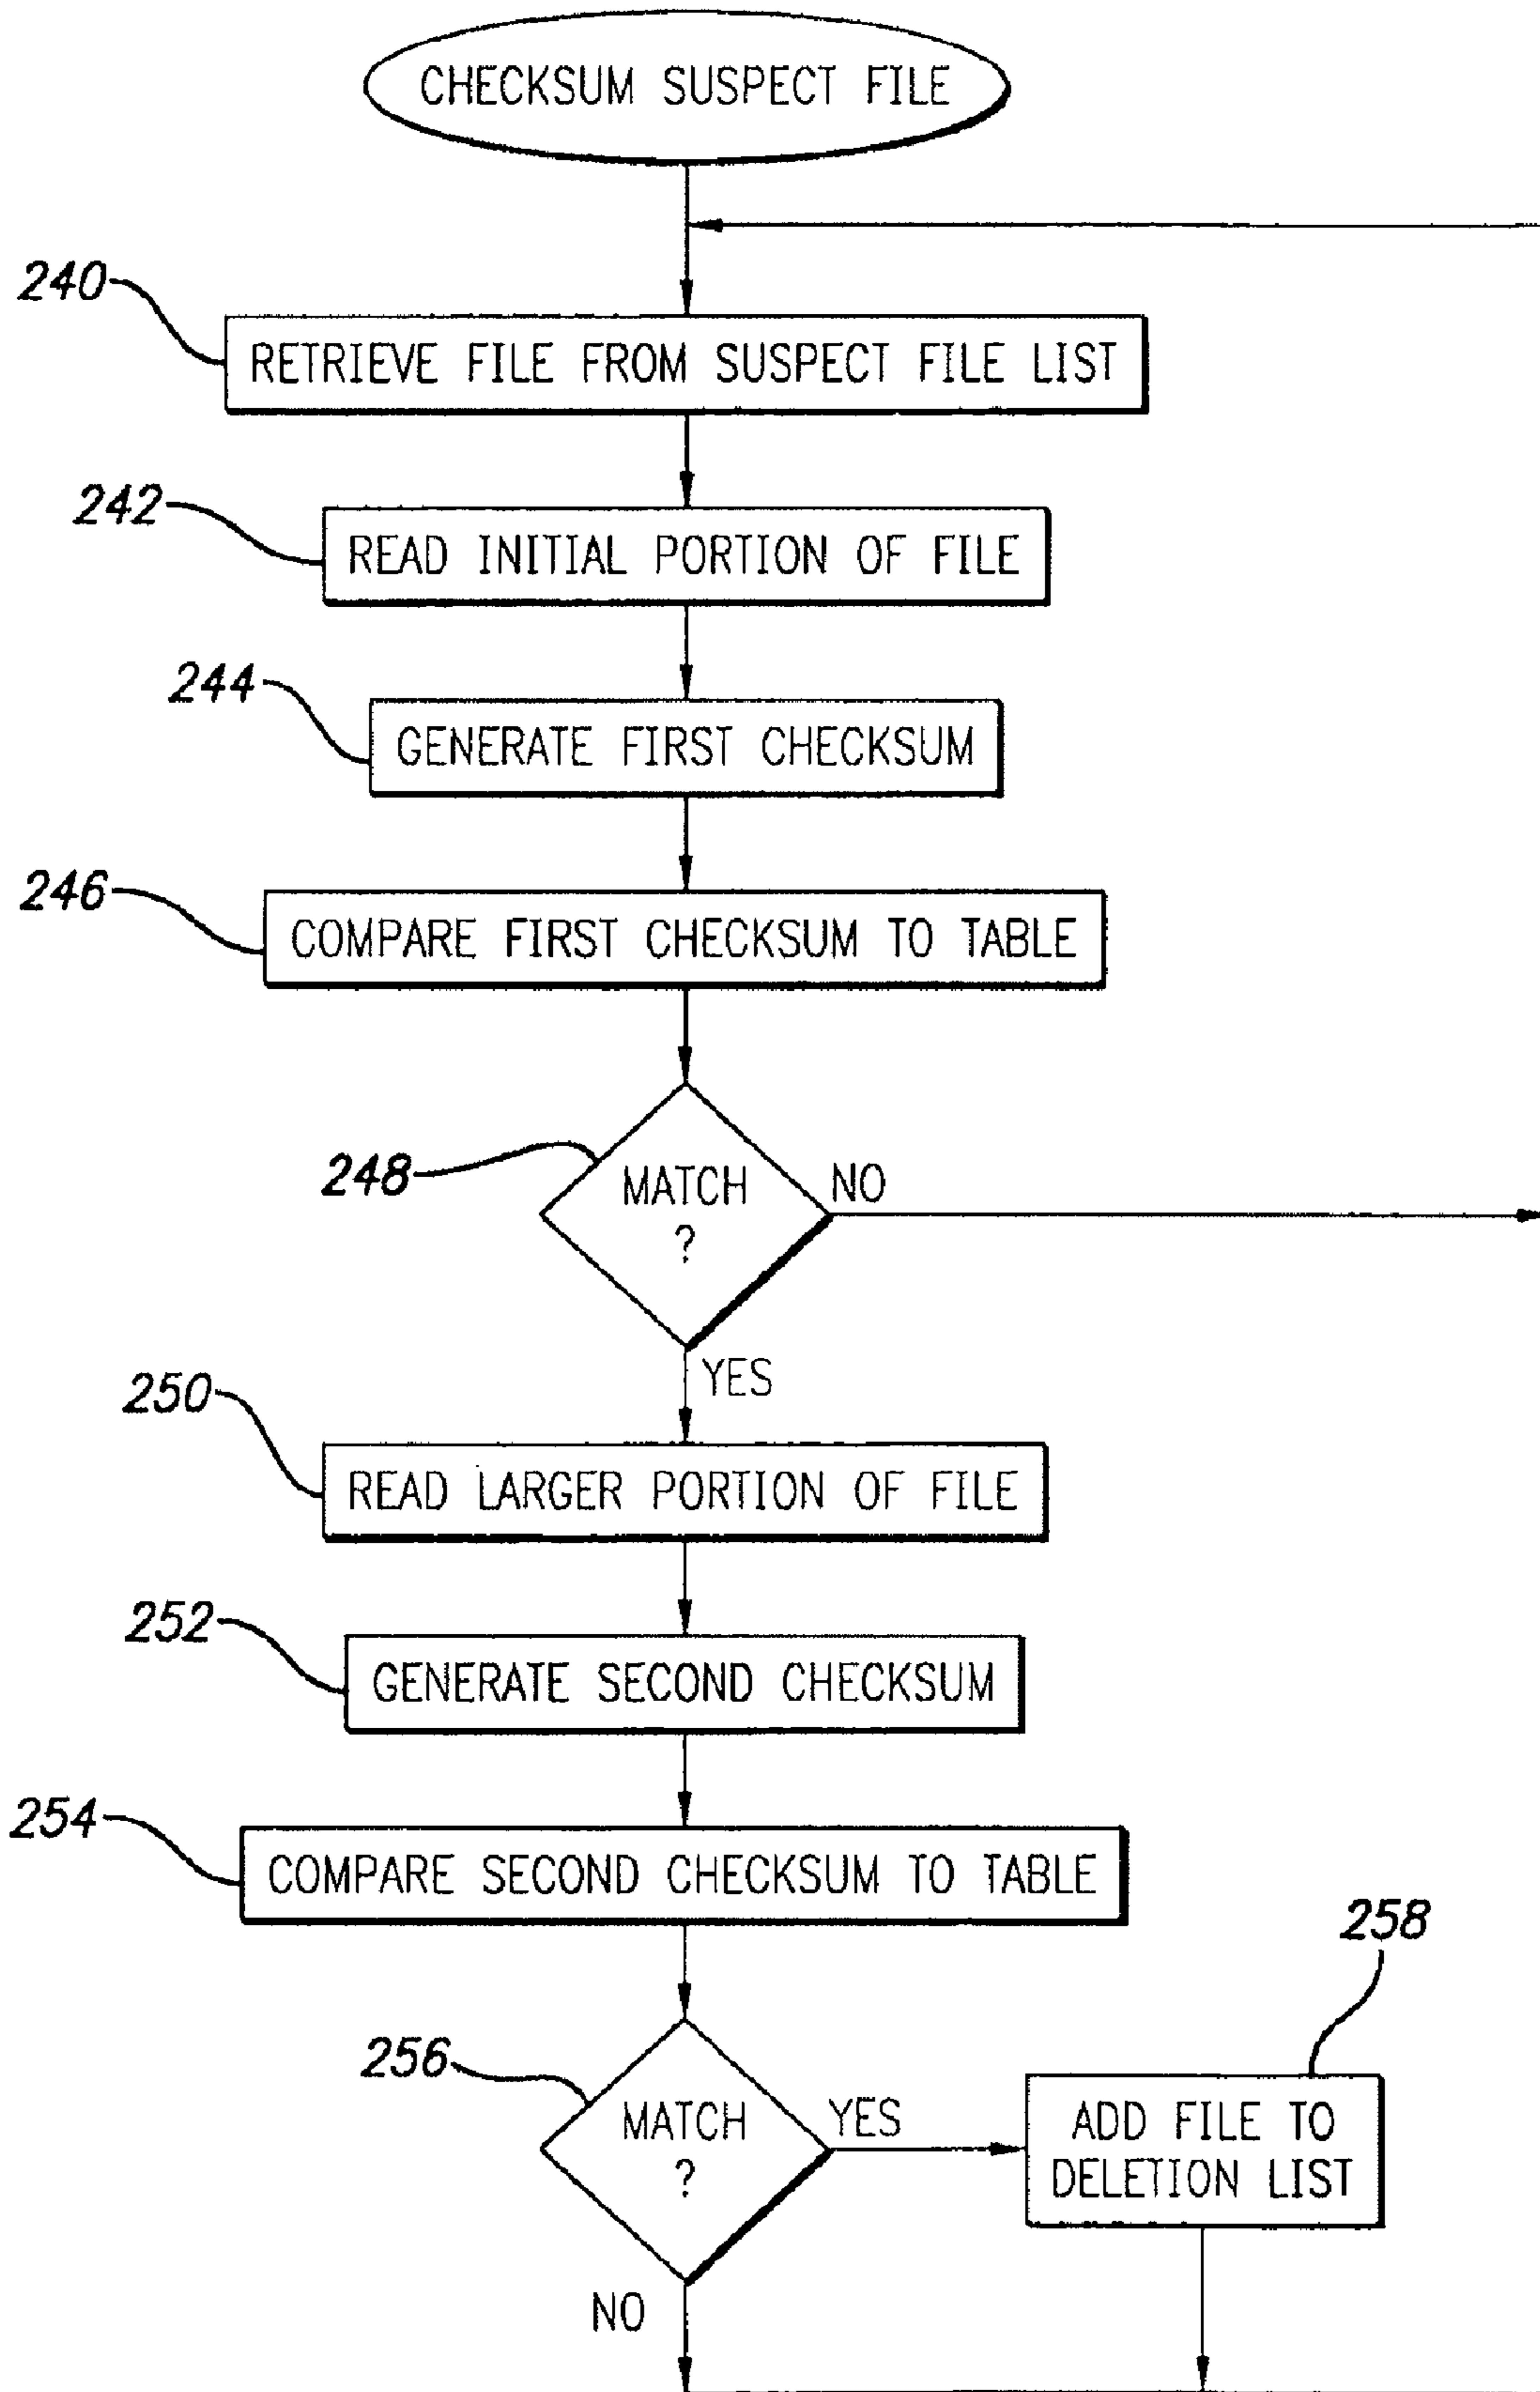 CHECKSUM SUSPECT FILE
240
RETRIEVE FILE FROM SUSPECT FILE LIST
242
READ INITIAL PORTION OF FILE
244
GENERATE FIRST CHECKSUM
246
COMPARE FIRST CHECKSUM TO TABLE
248
MATCH
?
NO
YES
250
READ LARGER PORTION OF FILE
252
GENERATE SECOND CHECKSUM
254
COMPARE SECOND CHECKSUM TO TABLE
256
MATCH
?
YES
258
ADD FILE TO
DELETION LIST
NO